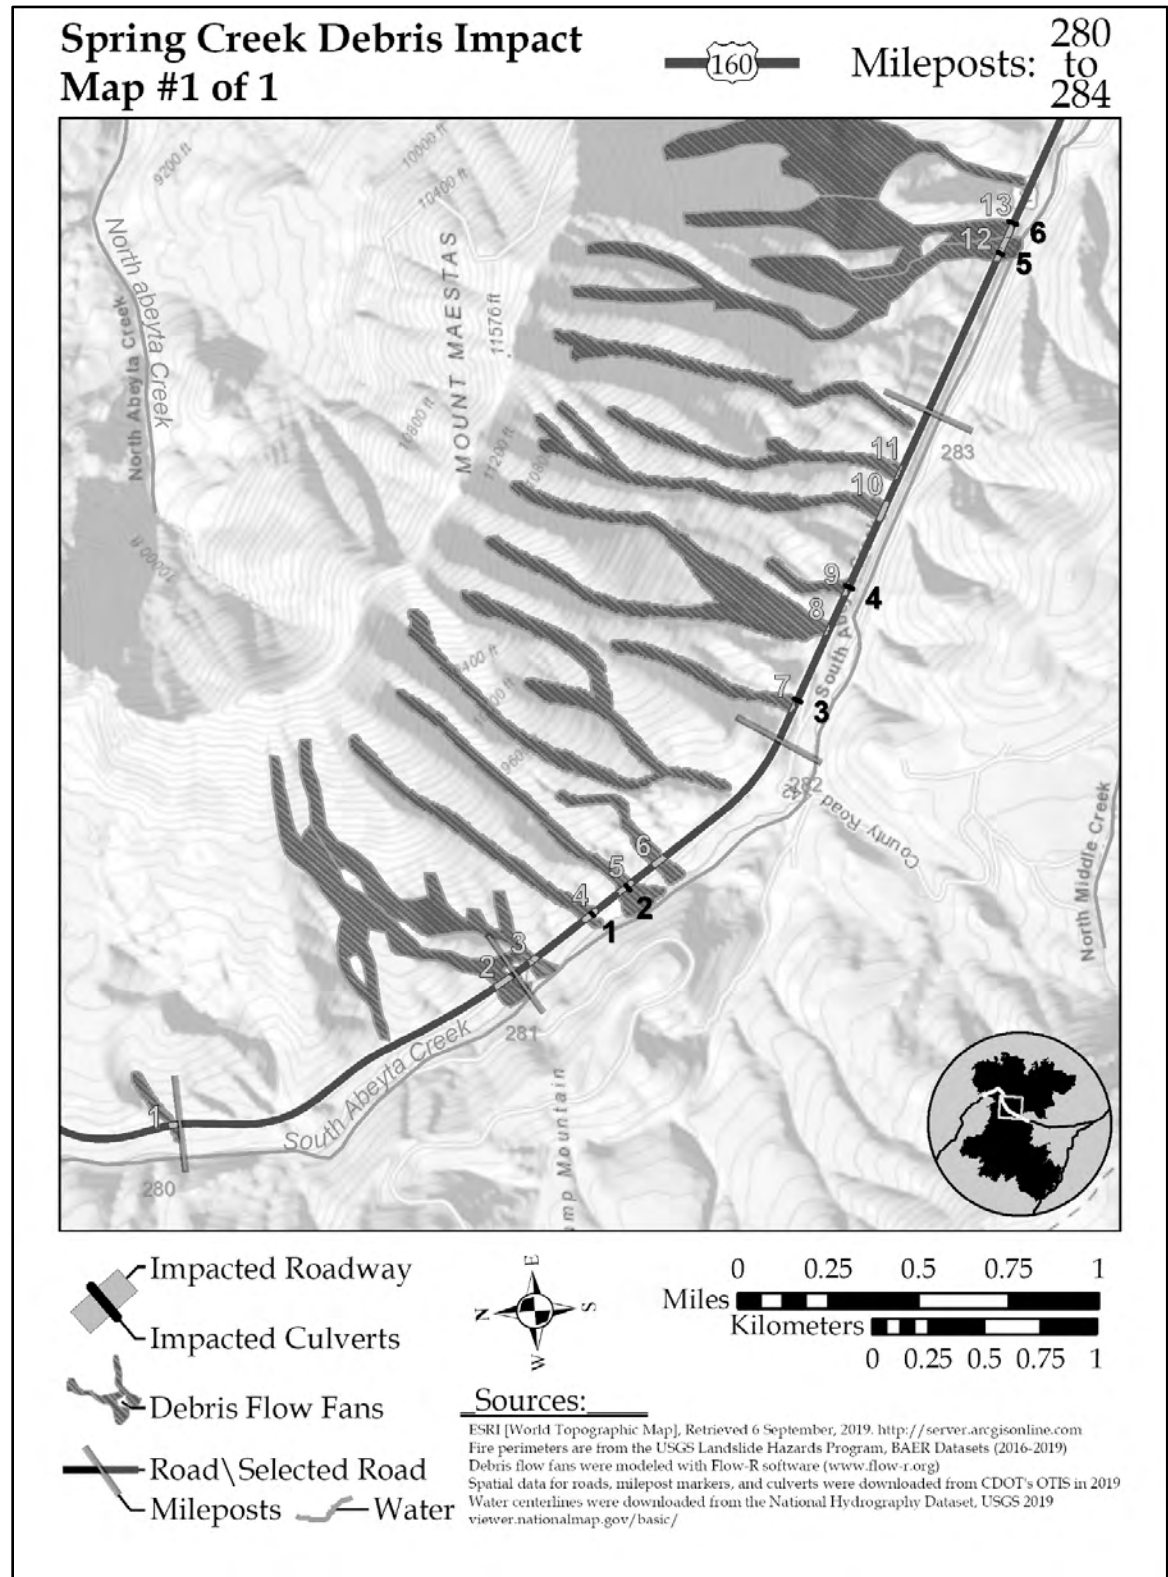 Spring Creek Debris Impact
Map #1 of 1
160
Mileposts:
280
to
284
9200 ft
10000 ft
10400 ft
North abeyta Creek
North Abeyta Creek
MOUNT MAESTAS
11576 ft
10800 ft
11200 ft
10000 ft
13
6
12
5
283
11
10
9
4
8
7
3
South
282
County Road
North Middle Creek
6
5
2
4
1
3
2
281
South Abeyta Creek
Mountain
1
280
Impacted Roadway
Impacted Culverts
Debris Flow Fans
Road\Selected Road
Mileposts
Water
E
N
S
W
0 0.25 0.5 0.75 1
Miles
Kilometers
0 0.25 0.5 0.75 1
Sources:
ESRI [World Topographic Map], Retrieved 6 September, 2019. http://server.arcgisonline.com
Fire perimeters are from the USGS Landslide Hazards Program, BAER Datasets (2016-2019)
Debris flow fans were modeled with Flow-R software (www.flow-r.org)
Spatial data for roads, milepost markers, and culverts were downloaded from CDOT's OTIS in 2019
Water centerlines were downloaded from the National Hydrography Dataset, USGS 2019
viewer.nationalmap.gov/basic/